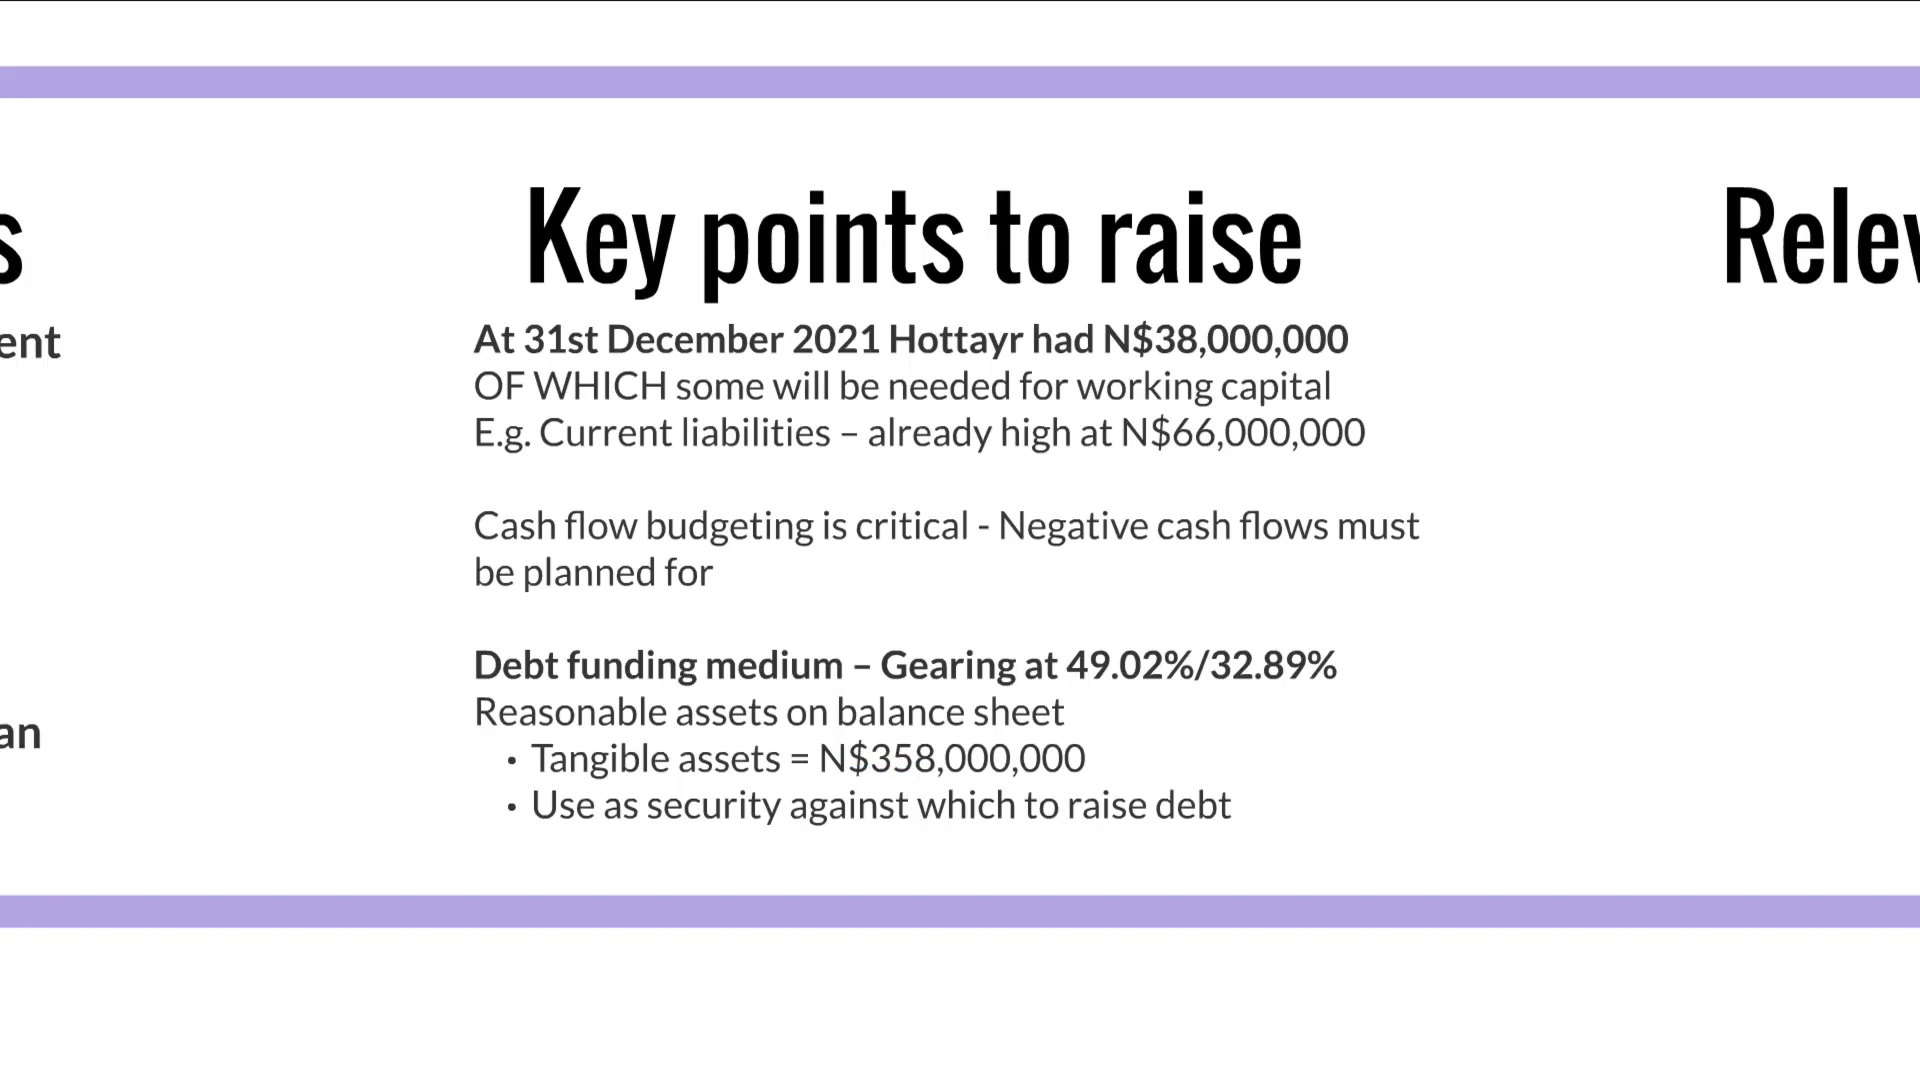 s
Key points to raise
Relev
ent
At 31st December 2021 Hottayr had N$38,000,000
OF WHICH some will be needed for working capital
E.g. Current liabilities – already high at N$66,000,000
Cash flow budgeting is critical - Negative cash flows must
be planned for
Debt funding medium – Gearing at 49.02%/32.89%
Reasonable assets on balance sheet
an
• Tangible assets = N$358,000,000
• Use as security against which to raise debt